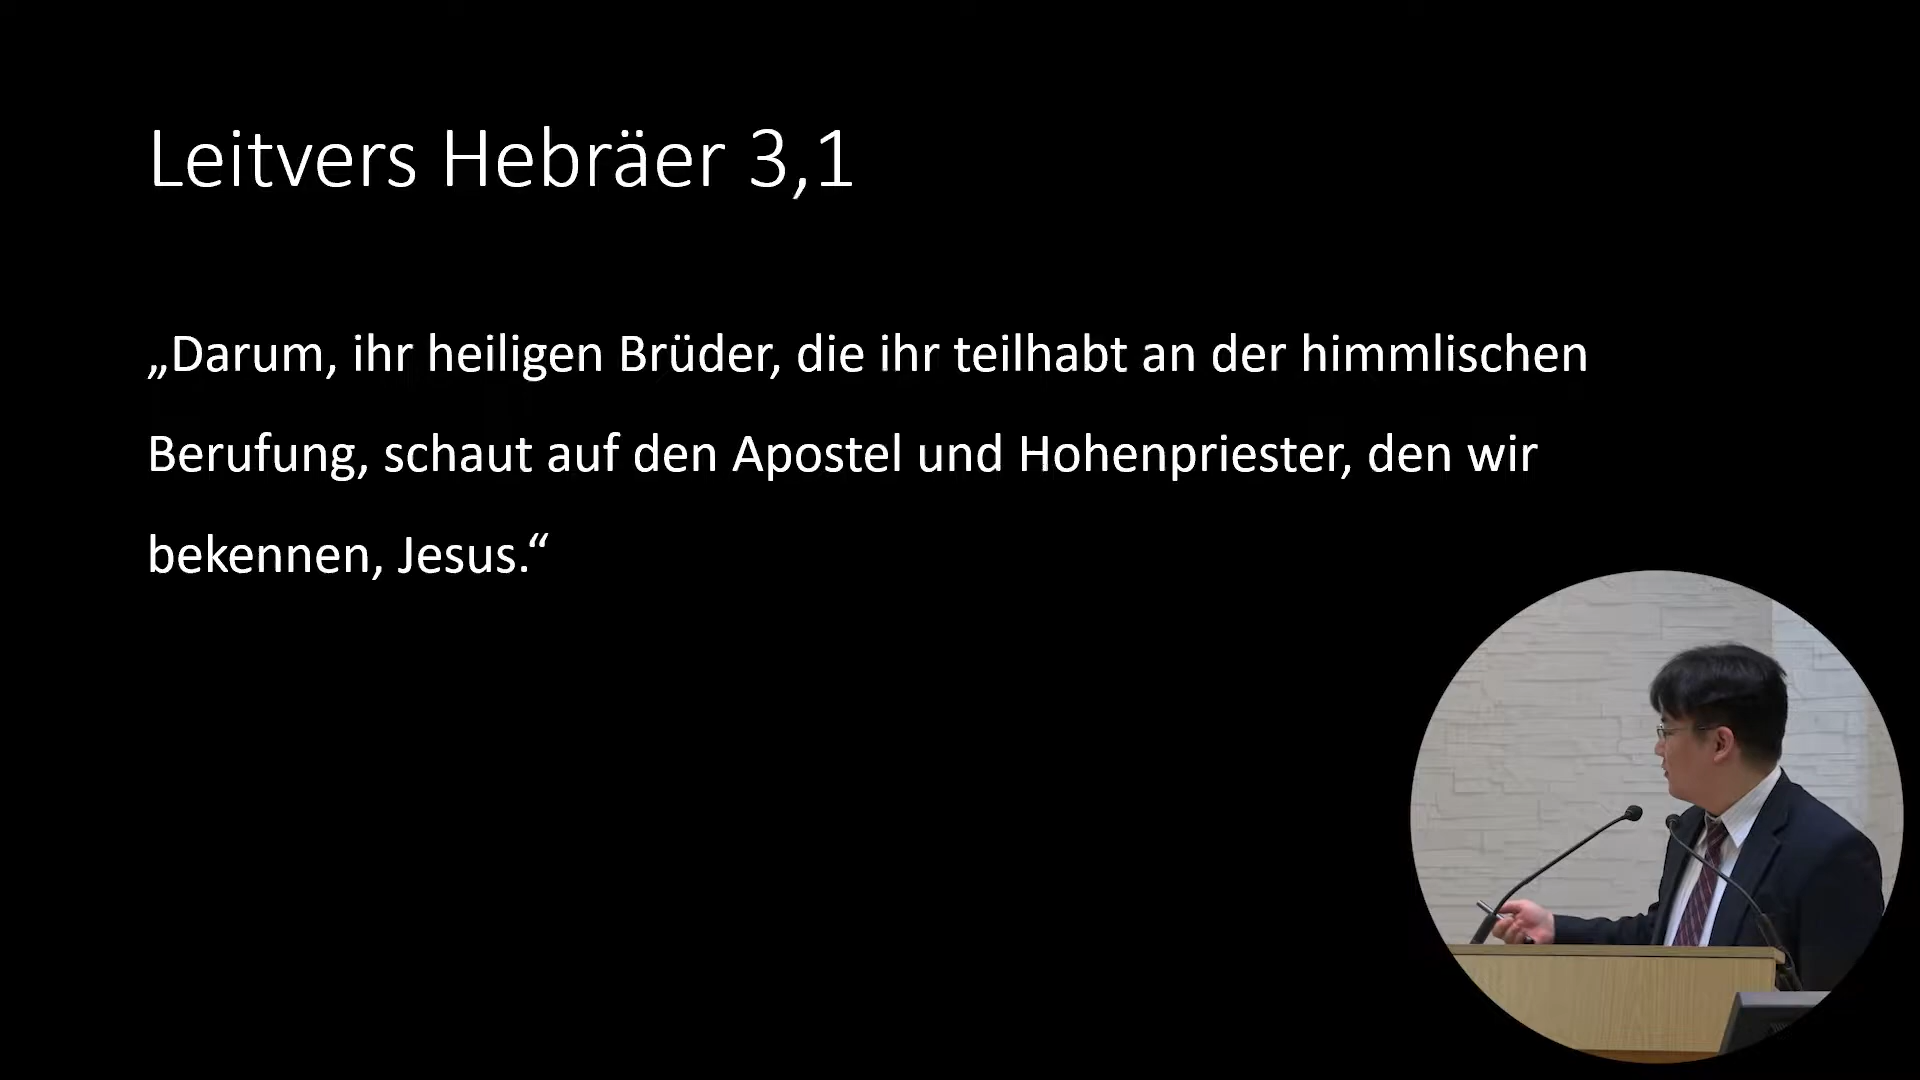 Leitvers Hebräer 3,1
„Darum, ihr heiligen Brüder, die ihr teilhabt an der himmlischen
Berufung, schaut auf den Apostel und Hohenpriester, den wir
bekennen, Jesus.“